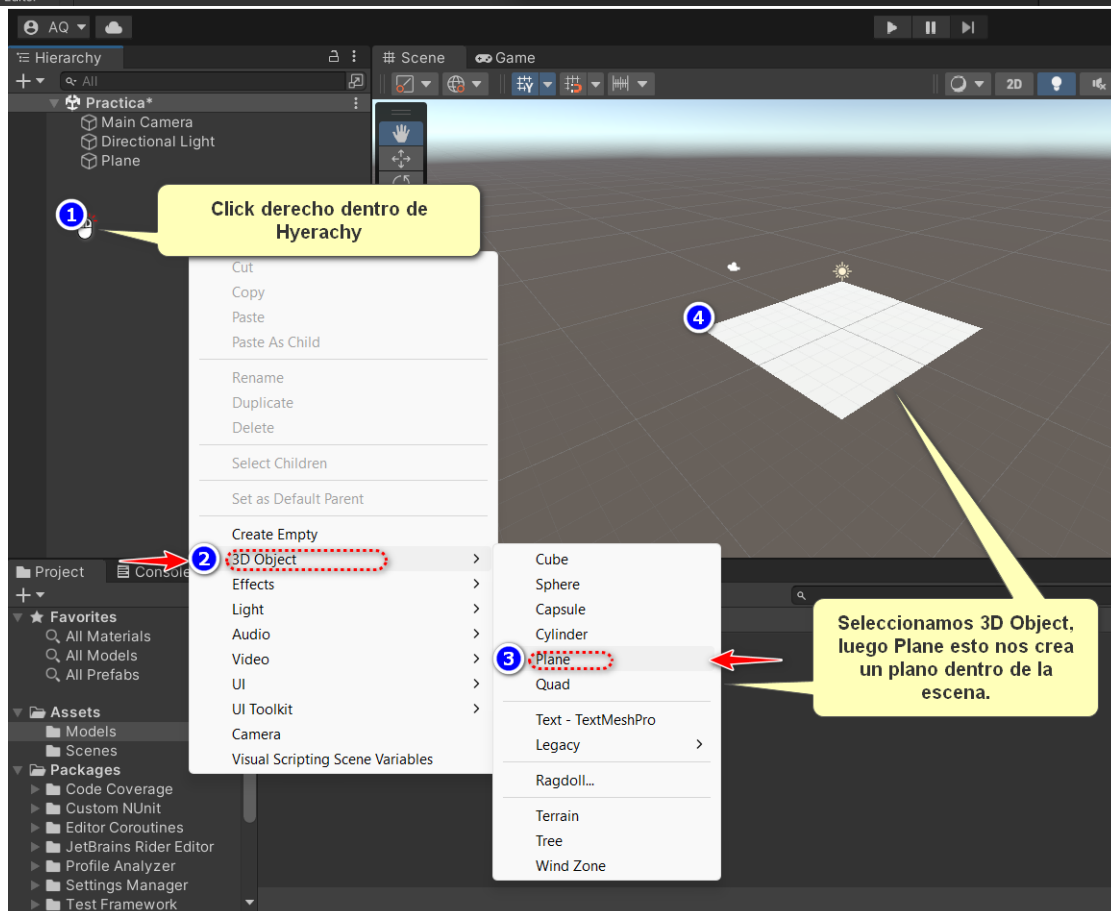 AQ
Hierarchy
All
Practica*
Main Camera
Directional Light
Plane
Scene
Game
2D
1
Click derecho dentro de
Hyerachy
Cut
Copy
Paste
Paste As Child
Rename
Duplicate
Delete
Select Children
Set as Default Parent
Create Empty
2
3D Object
Effects
Light
Audio
Video
UI
UI Toolkit
Camera
Visual Scripting Scene Variables
Cube
Sphere
Capsule
Cylinder
3
Plane
Quad
Text - TextMeshPro
Legacy
Ragdoll...
Terrain
Tree
Wind Zone
4
Seleccionamos 3D Object,
luego Plane esto nos crea
un plano dentro de la
escena.
Project
Console
Favorites
All Materials
All Models
All Prefabs
Assets
Models
Scenes
Packages
Code Coverage
Custom NUnit
Editor Coroutines
JetBrains Rider Editor
Profile Analyzer
Settings Manager
Test Framework